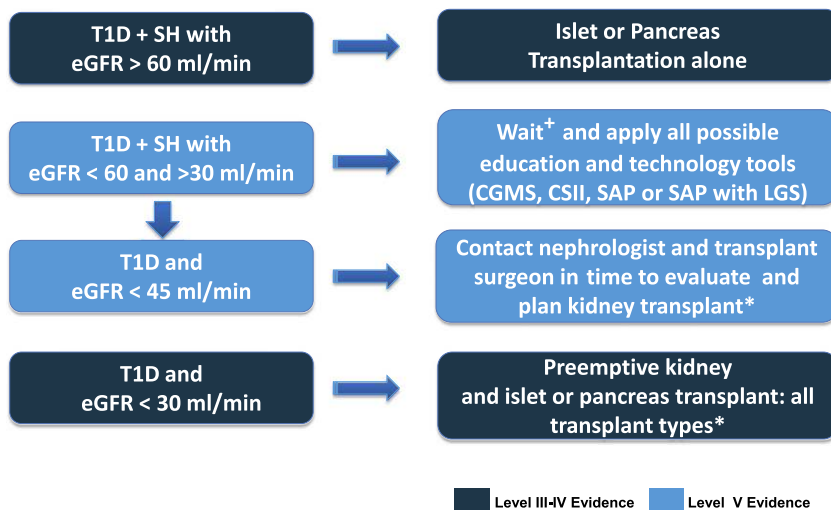 T1D + SH with
eGFR > 60 ml/min
Islet or Pancreas
Transplantation alone
T1D + SH with
eGFR < 60 and >30 ml/min
Wait+ and apply all possible
education and technology tools
(CGMS, CSII, SAP or SAP with LGS)
T1D and
eGFR < 45 ml/min
Contact nephrologist and transplant
surgeon in time to evaluate and
plan kidney transplant*
T1D and
eGFR < 30 ml/min
Preemptive kidney
and islet or pancreas transplant: all
transplant types*
Level III-IV Evidence
Level V Evidence